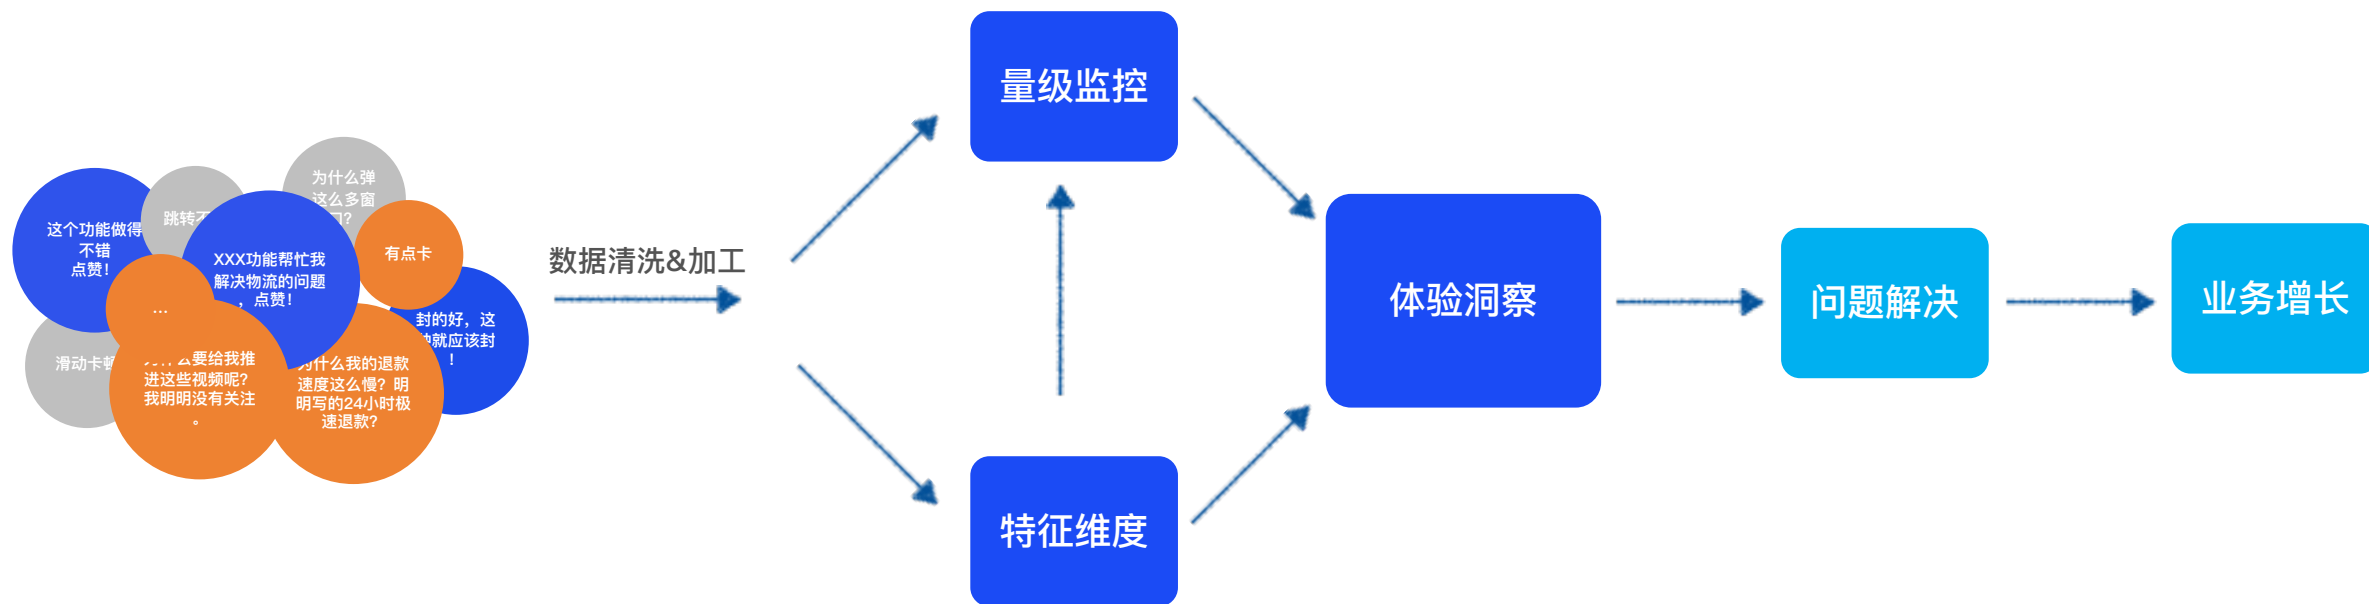 这个功能做得
不错
点赞！
跳转
为什么弹
这么多窗
口？
XXX功能帮忙我
解决物流的问题
，点赞！
有点卡
...
封的好，这
就应该封
！
滑动卡顿
什么要给我推
进这些视频呢？
我明明没有关注
。
为什么我的退款
速度这么慢？明
明写的24小时极
速退款？
数据清洗&加工
量级监控
特征维度
体验洞察
问题解决
业务增长